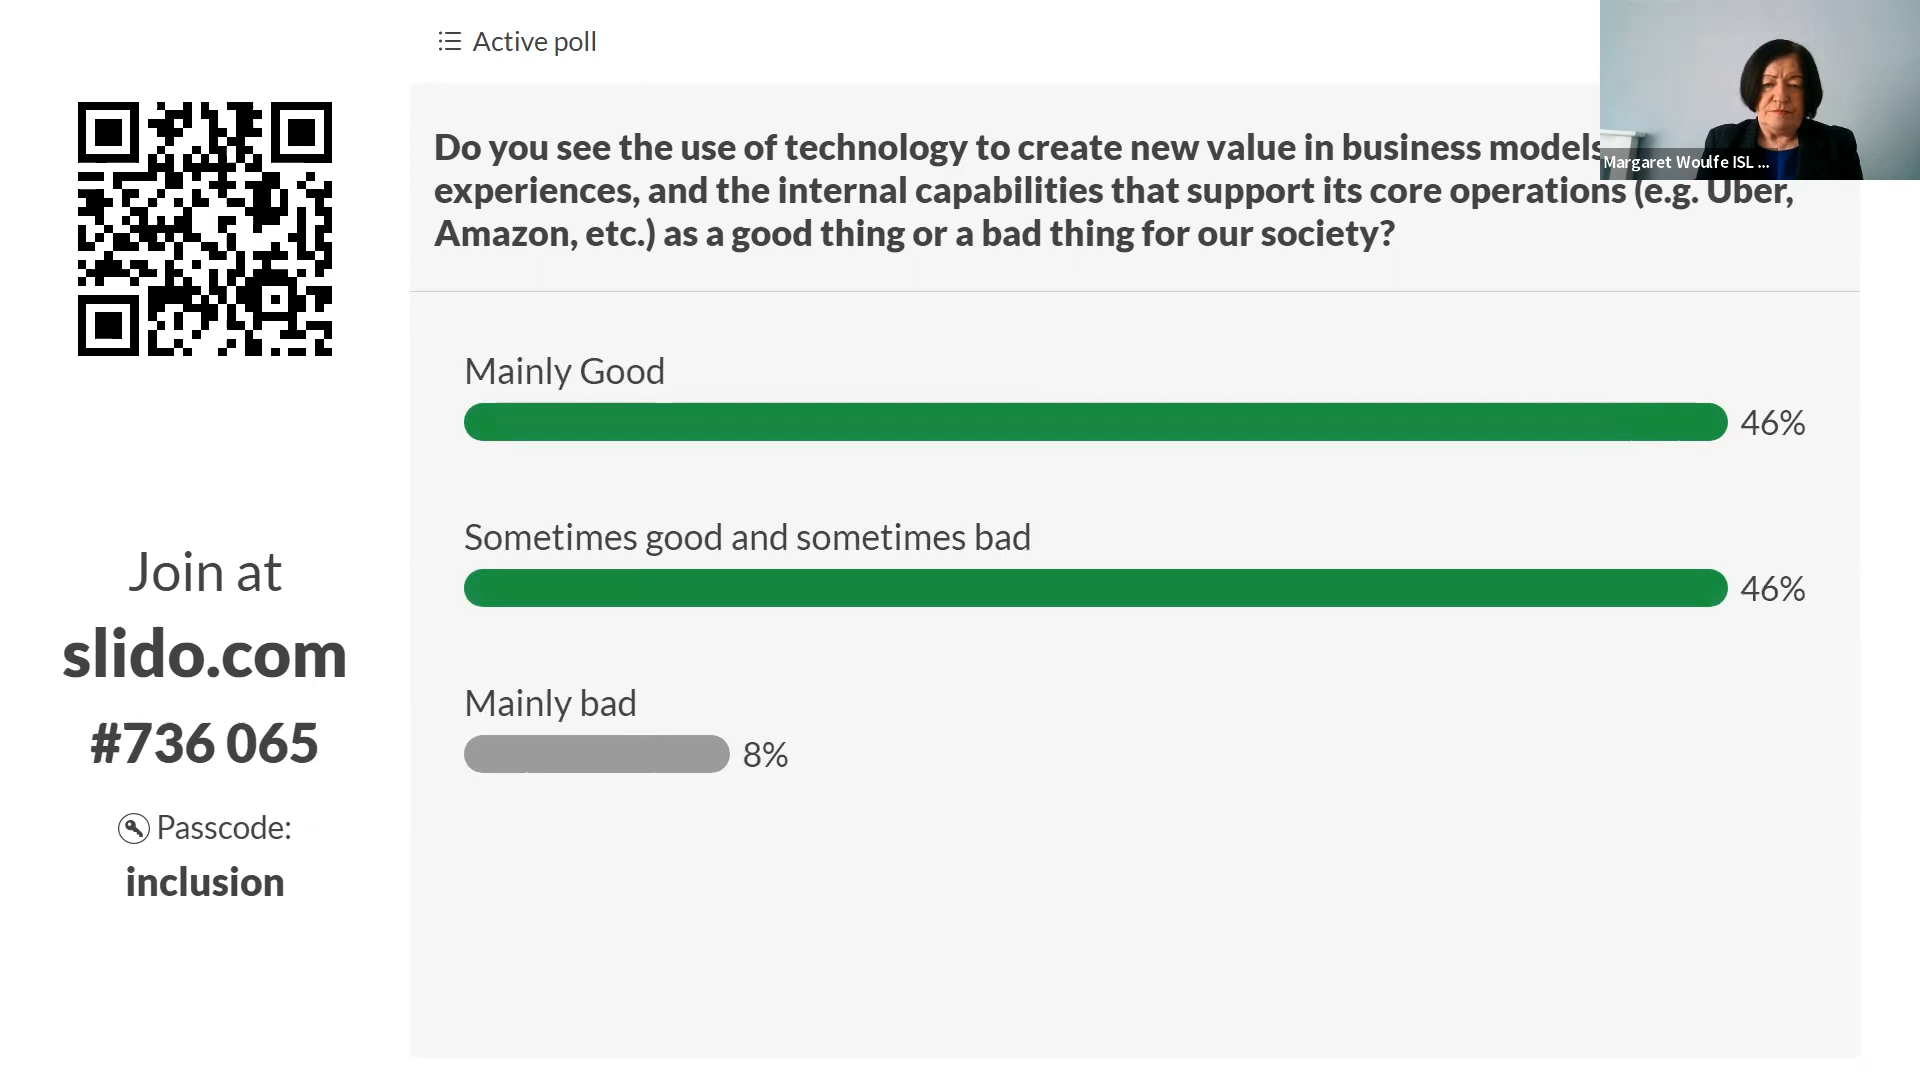 Active poll
Do you see the use of technology to create new value in business models
experiences, and the internal capabilities that support its core operations (e.g. Uber,
Amazon, etc.) as a good thing or a bad thing for our society?
Margaret Woulfe ISL ...
Mainly Good
46%
Sometimes good and sometimes bad
46%
Mainly bad
8%
Join at
slido.com
#736 065
Passcode:
inclusion